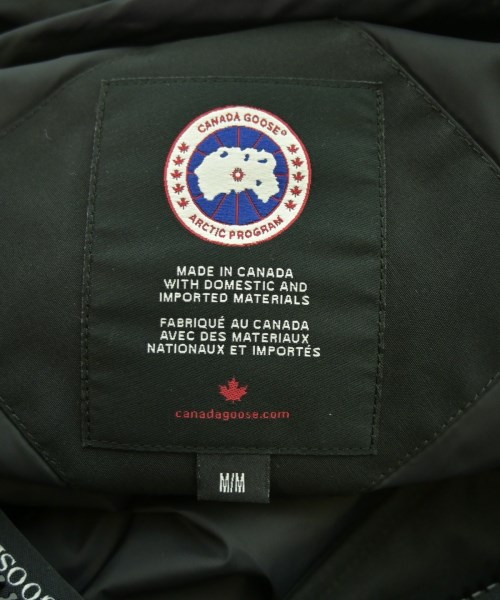 CANADA GOOSE®
ARCTIC PROGRAM
MADE IN CANADA
WITH DOMESTIC AND
IMPORTED MATERIALS
FABRIQUÉ AU CANADA
AVEC DES MATERIAUX
NATIONAUX ET IMPORTÉS
canadagoose.com
M/M